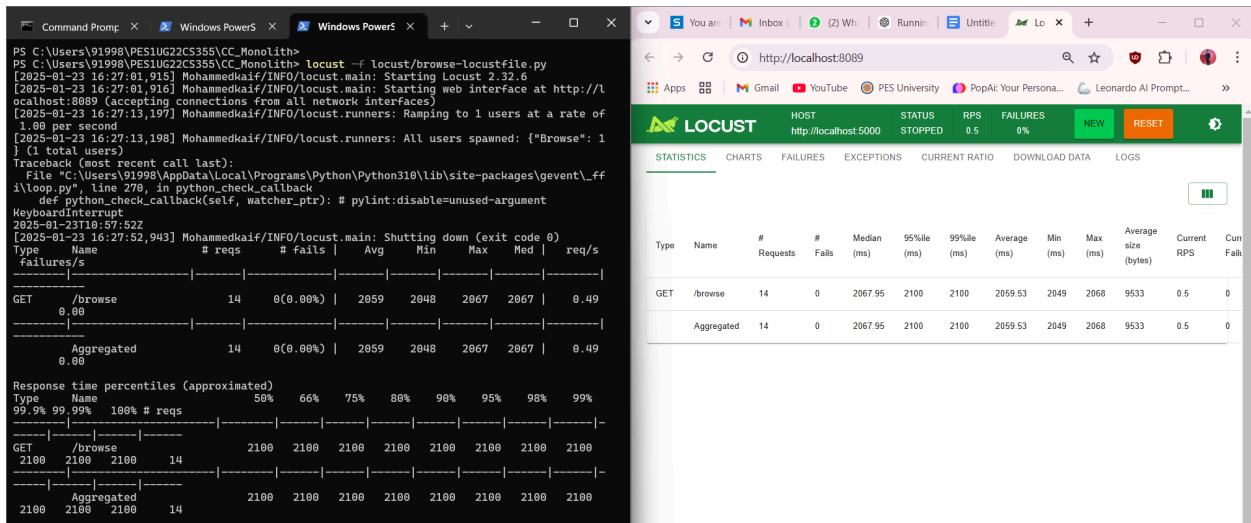 Command Promp
Windows PowerS
Windows PowerS
PS C:\Users\91998\PES1UG22CS355\CC_Monolith>
PS C:\Users\91998\PES1UG22CS355\CC_Monolith> locust -f locust/browse-locustfile.py
[2025-01-23 16:27:01,915] Mohammedkaif/INFO/locust.main: Starting Locust 2.32.6
[2025-01-23 16:27:01,916] Mohammedkaif/INFO/locust.main: Starting web interface at http://l
ocalhost:8089 (accepting connections from all network interfaces)
[2025-01-23 16:27:13,197] Mohammedkaif/INFO/locust.runners: Ramping to 1 users at a rate of
1.00 per second
[2025-01-23 16:27:13,198] Mohammedkaif/INFO/locust.runners: All users spawned: {"Browse": 1
} (1 total users)
Traceback (most recent call last):
File "C:\Users\91998\AppData\Local\Programs\Python\Python310\lib\site-packages\gevent\_ff
i\loop.py", line 270, in python_check_callback
def python_check_callback(self, watcher_ptr): # pylint:disable=unused-argument
KeyboardInterrupt
2025-01-23T10:57:52Z
[2025-01-23 16:27:52,943] Mohammedkaif/INFO/locust.main: Shutting down (exit code 0)
Type Name # reqs # fails | Avg Min Max Med | req/s
failures/s
--------|--------------------|-------|-------------|-------|-------|-------|-------|--------|
-----------
GET /browse 14 0(0.00%) | 2059 2048 2067 2067 | 0.49
0.00
--------|--------------------|-------|-------------|-------|-------|-------|-------|--------|
-----------
Aggregated 14 0(0.00%) | 2059 2048 2067 2067 | 0.49
0.00
Response time percentiles (approximated)
Type Name 50% 66% 75% 80% 90% 95% 98% 99%
99.9% 99.99% 100% # reqs
--------|----------------------|--------|------|------|------|------|------|------|------|-
-----|------|------|------
GET /browse 2100 2100 2100 2100 2100 2100 2100 2100
2100 2100 2100 14
--------|----------------------|--------|------|------|------|------|------|------|------|-
-----|------|------|------
Aggregated 2100 2100 2100 2100 2100 2100 2100 2100
2100 2100 2100 14
You are
Inbox (
(2) Wh
Runnin
Untitle
Lo
http://localhost:8089
Apps
Gmail
YouTube
PES University
PopAi: Your Persona...
Leonardo AI Prompt...
LOCUST
HOST STATUS RPS FAILURES
http://localhost:5000 STOPPED 0.5 0%
NEW
RESET
STATISTICS CHARTS FAILURES EXCEPTIONS CURRENT RATIO DOWNLOAD DATA LOGS
Type Name # Requests # Fails Median (ms) 95%ile (ms) 99%ile (ms) Average (ms) Min (ms) Max (ms) Average size (bytes) Current RPS Curr Failu
GET /browse 14 0 2067.95 2100 2100 2059.53 2049 2068 9533 0.5 0
Aggregated 14 0 2067.95 2100 2100 2059.53 2049 2068 9533 0.5 0